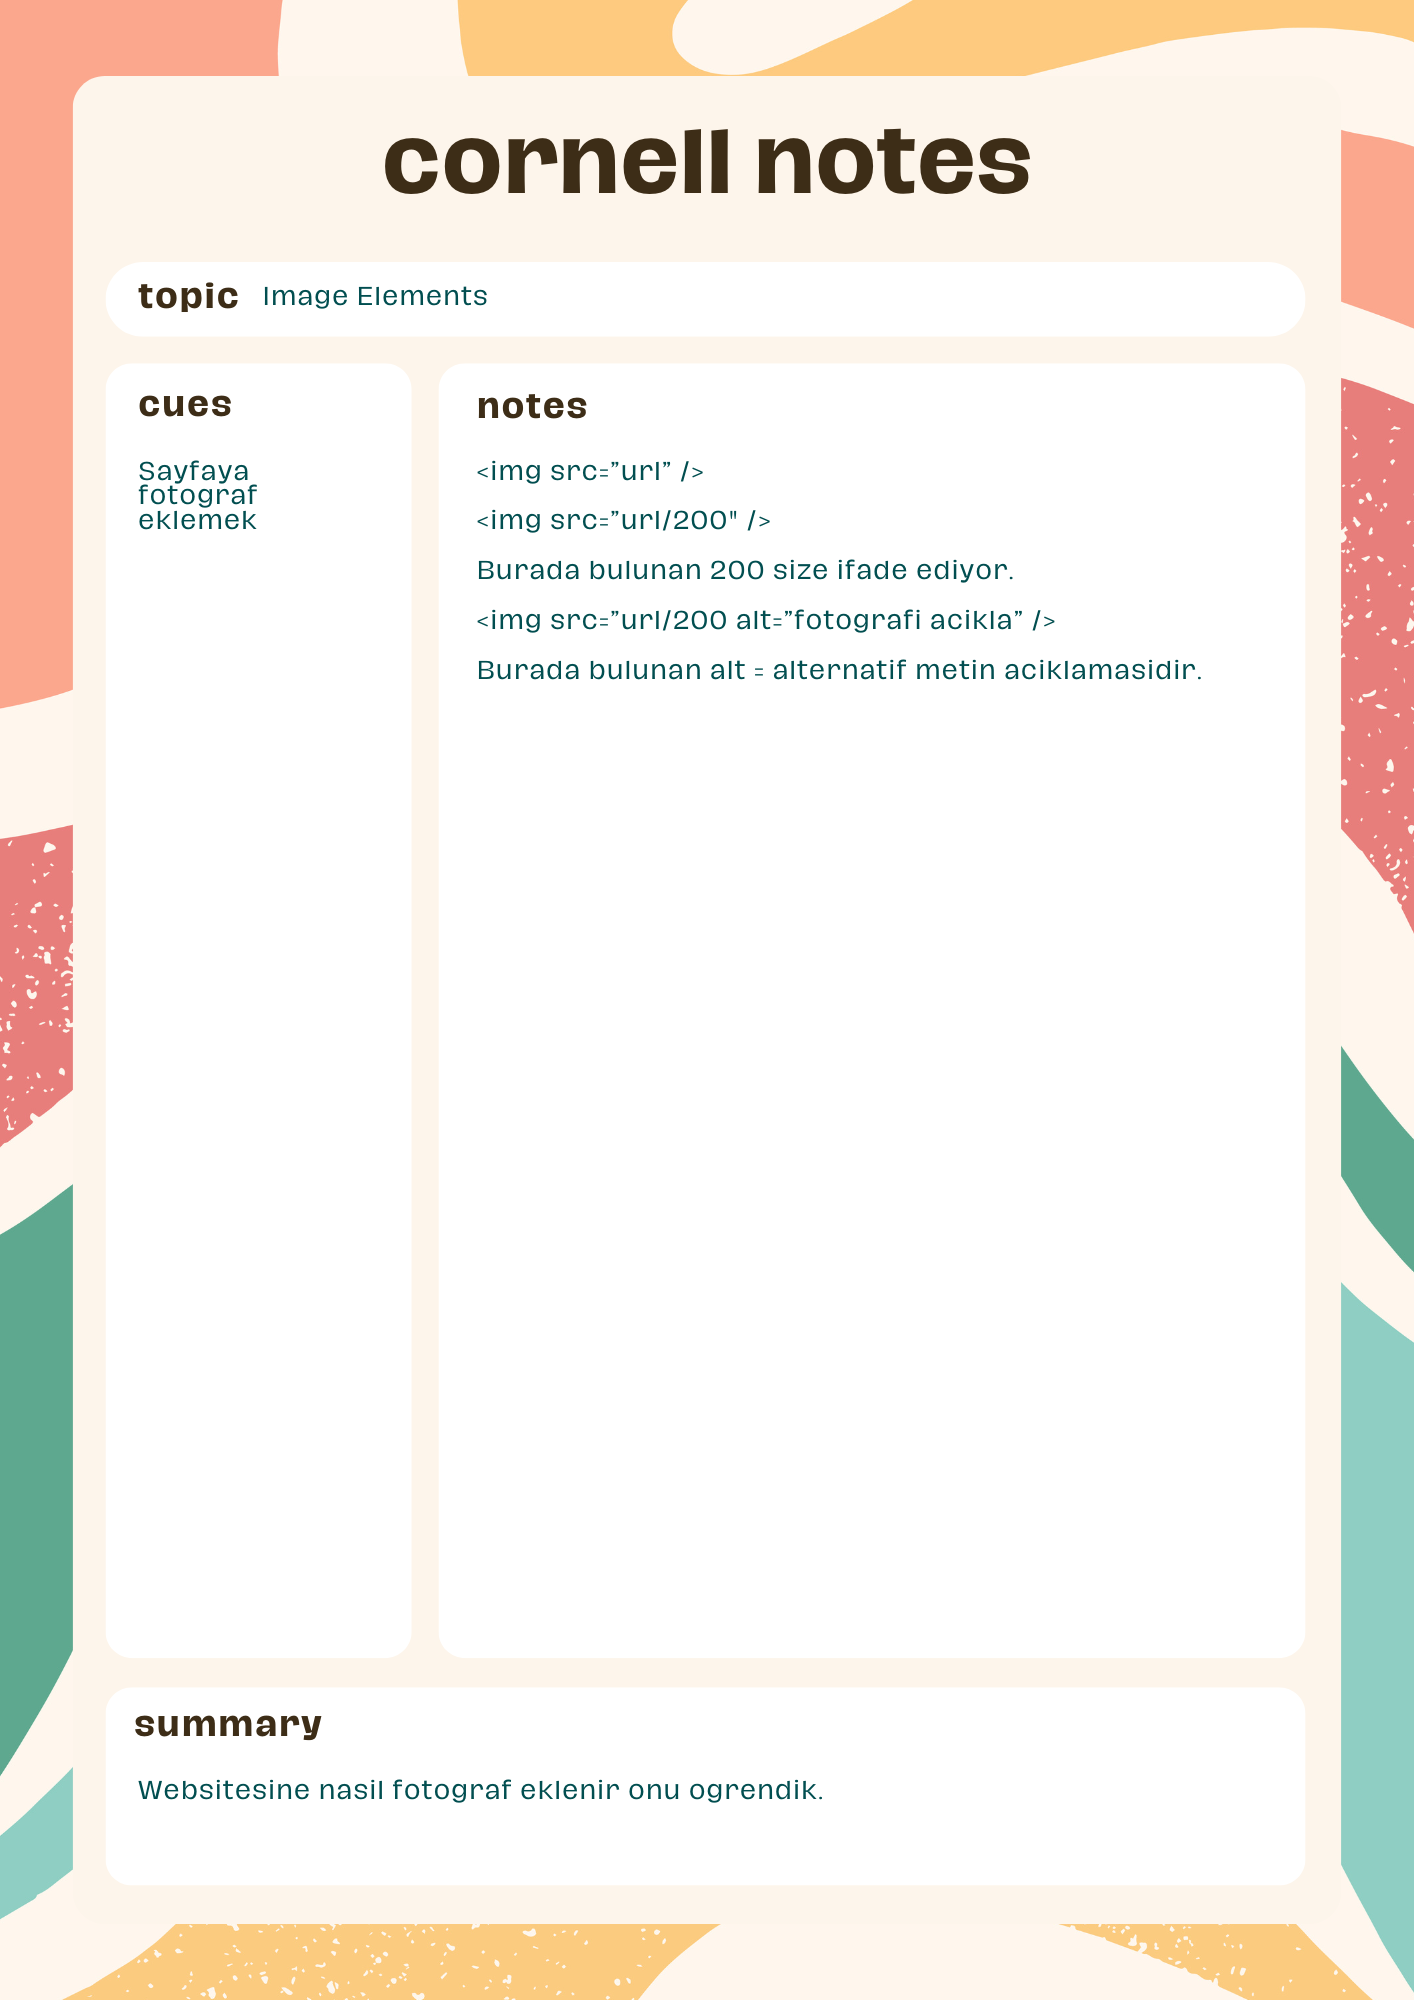 cornell notes
topic Image Elements
cues
Sayfaya
fotograf
eklemek
notes
<img src=”url” />
<img src=”url/200" />
Burada bulunan 200 size ifade ediyor.
<img src=”url/200 alt=”fotografi acikla” />
Burada bulunan alt = alternatif metin aciklamasidir.
summary
Websitesine nasil fotograf eklenir onu ogrendik.